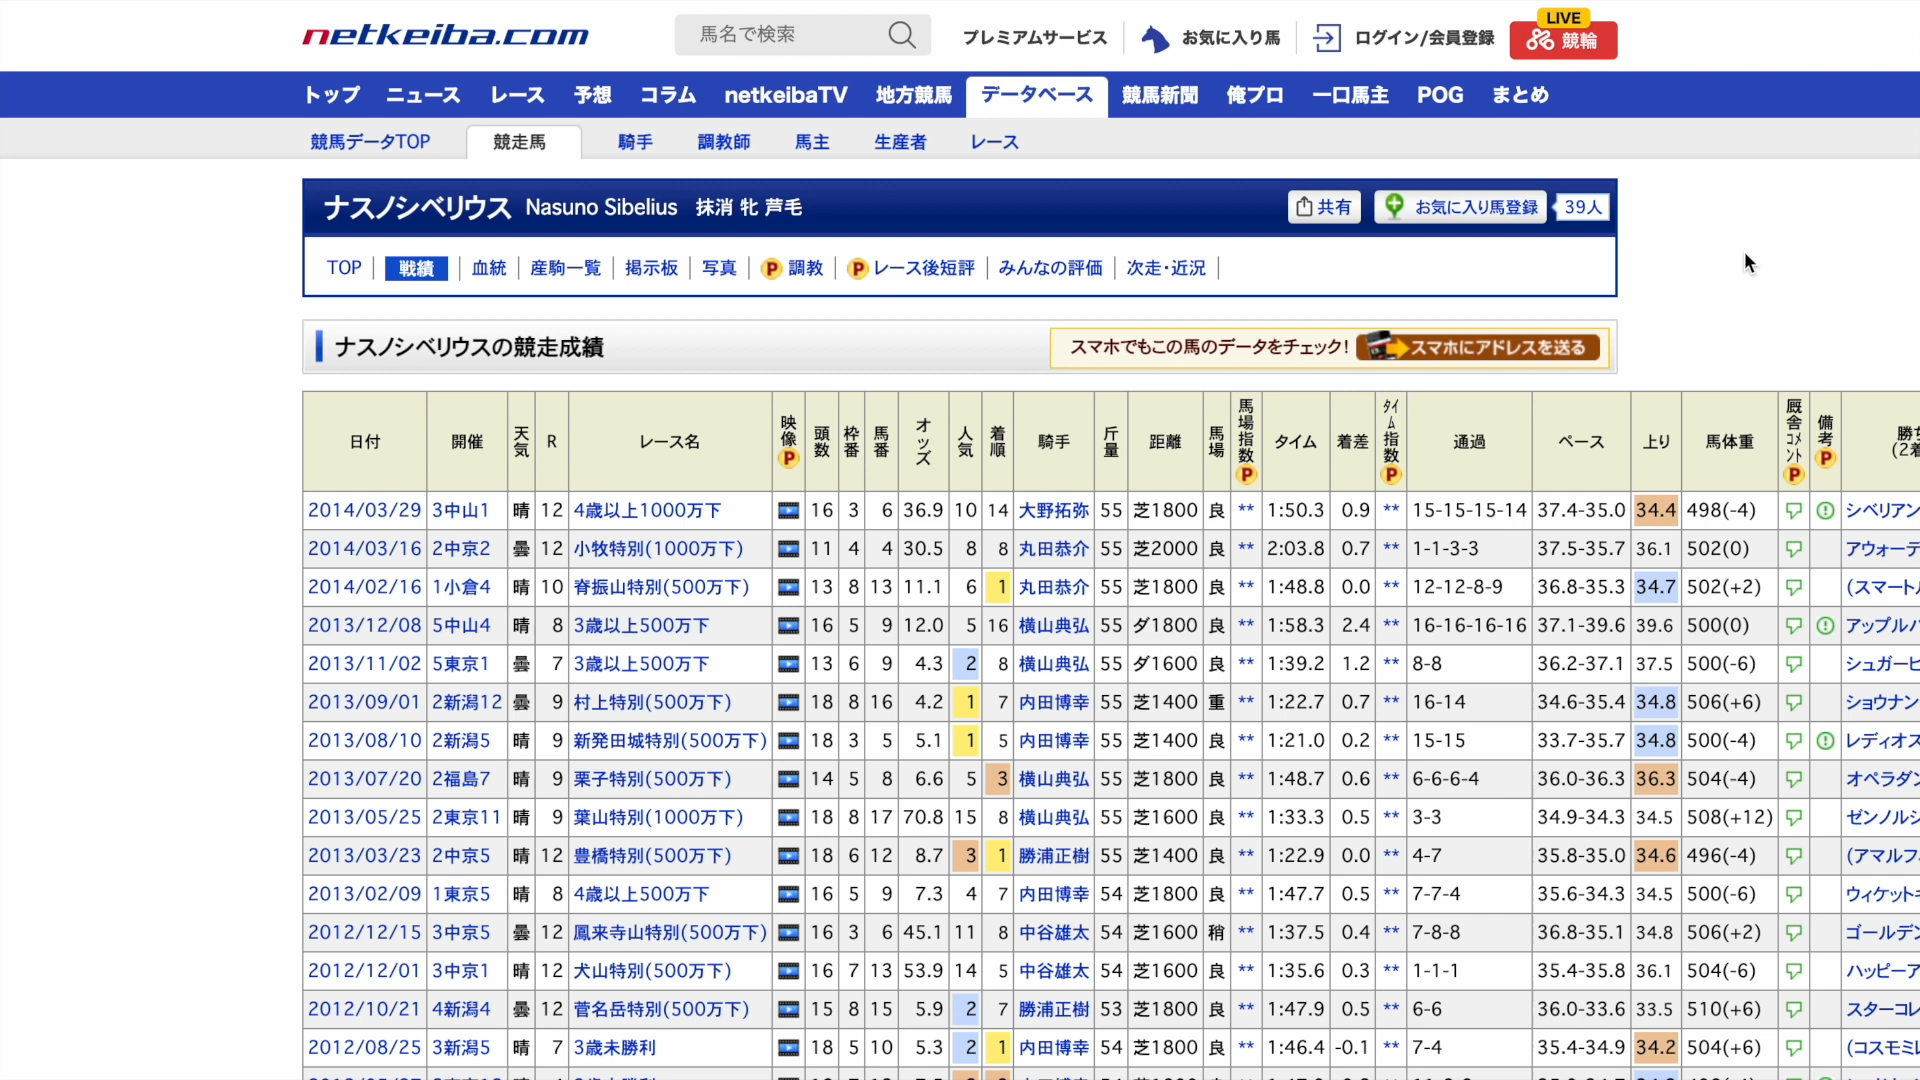 netkeiba.com 馬名で検索 プレミアムサービス お気に入り馬 ログイン/会員登録 LIVE 競輪
トップ ニュース レース 予想 コラム netkeibaTV 地方競馬 データベース 競馬新聞 俺プロ 一口馬主 POG まとめ
競馬データTOP 競走馬 騎手 調教師 馬主 生産者 レース
ナスノシベリウス Nasuno Sibelius 抹消 牝 芦毛 共有 お気に入り馬登録 39人
TOP 戦績 血統 産駒一覧 掲示板 写真 P 調教 P レース後短評 みんなの評価 次走・近況
ナスノシベリウスの競走成績 スマホでもこの馬のデータをチェック! スマホにアドレスを送る
日付 開催 天気 R レース名 映像P 頭数 枠番 馬番 オッズ 人気 着順 騎手 斤量 距離 馬場 馬場指数P タイム 着差 タイム指数P 通過 ペース 上り 馬体重 厩舎コメントP 備考P 勝ち (2着
2014/03/29 3中山1 晴 12 4歳以上1000万下 16 3 6 36.9 10 14 大野拓弥 55 芝1800 良 ** 1:50.3 0.9 ** 15-15-15-14 37.4-35.0 34.4 498(-4) シベリアン
2014/03/16 2中京2 曇 12 小牧特別(1000万下) 11 4 4 30.5 8 8 丸田恭介 55 芝2000 良 ** 2:03.8 0.7 ** 1-1-3-3 37.5-35.7 36.1 502(0) アウォーデ
2014/02/16 1小倉4 晴 10 脊振山特別(500万下) 13 8 13 11.1 6 1 丸田恭介 55 芝1800 良 ** 1:48.8 0.0 ** 12-12-8-9 36.8-35.3 34.7 502(+2) (スマート
2013/12/08 5中山4 晴 8 3歳以上500万下 16 5 9 12.0 5 16 横山典弘 55 ダ1800 良 ** 1:58.3 2.4 ** 16-16-16-16 37.1-39.6 39.6 500(0) アップル
2013/11/02 5東京1 曇 7 3歳以上500万下 13 6 9 4.3 2 8 横山典弘 55 ダ1600 良 ** 1:39.2 1.2 ** 8-8 36.2-37.1 37.5 500(-6) シュガー
2013/09/01 2新潟12 曇 9 村上特別(500万下) 18 8 16 4.2 1 7 内田博幸 55 芝1400 重 ** 1:22.7 0.7 ** 16-14 34.6-35.4 34.8 506(+6) ショウナン
2013/08/10 2新潟5 晴 9 新発田城特別(500万下) 18 3 5 5.1 1 5 内田博幸 55 芝1400 良 ** 1:21.0 0.2 ** 15-15 33.7-35.7 34.8 500(-4) レディオス
2013/07/20 2福島7 晴 9 栗子特別(500万下) 14 5 8 6.6 5 3 横山典弘 55 芝1800 良 ** 1:48.7 0.6 ** 6-6-6-4 36.0-36.3 36.3 504(-4) オペラダン
2013/05/25 2東京11 晴 9 葉山特別(1000万下) 18 8 17 70.8 15 8 横山典弘 55 芝1600 良 ** 1:33.3 0.5 ** 3-3 34.9-34.3 34.5 508(+12) ゼンノル
2013/03/23 2中京5 晴 12 豊橋特別(500万下) 18 6 12 8.7 3 1 勝浦正樹 55 芝1400 良 ** 1:22.9 0.0 ** 4-7 35.8-35.0 34.6 496(-4) (アマルフ
2013/02/09 1東京5 晴 8 4歳以上500万下 16 5 9 7.3 4 7 内田博幸 54 芝1800 良 ** 1:47.7 0.5 ** 7-7-4 35.6-34.3 34.5 500(-6) ウィケット
2012/12/15 3中京5 曇 12 鳳来寺山特別(500万下) 16 3 6 45.1 11 8 中谷雄太 54 芝1600 稍 ** 1:37.5 0.4 ** 7-8-8 36.8-35.1 34.8 506(+2) ゴールデン
2012/12/01 3中京1 晴 12 犬山特別(500万下) 16 7 13 53.9 14 5 中谷雄太 54 芝1600 良 ** 1:35.6 0.3 ** 1-1-1 35.4-35.8 36.1 504(-6) ハッピーア
2012/10/21 4新潟4 曇 12 菅名岳特別(500万下) 15 8 15 5.9 2 7 勝浦正樹 53 芝1800 良 ** 1:47.9 0.5 ** 6-6 36.0-33.6 33.5 510(+6) スターコレ
2012/08/25 3新潟5 晴 7 3歳未勝利 18 5 10 5.3 2 1 内田博幸 54 芝1800 良 ** 1:46.4 -0.1 ** 7-4 35.4-34.9 34.2 504(+6) (コスモミ